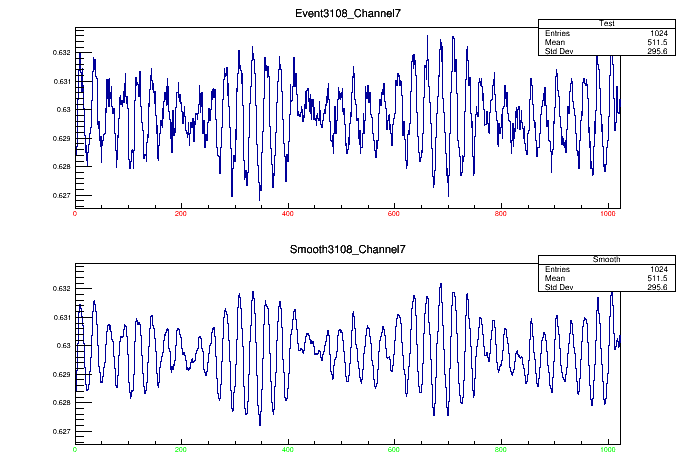 Event3108_Channel7
Test
Entries 1024
Mean 511.5
Std Dev 295.6
0.632
0.631
0.63
0.629
0.628
0.627
0 200 400 600 800 1000
Smooth3108_Channel7
Smooth
Entries 1024
Mean 511.5
Std Dev 295.6
0.632
0.631
0.63
0.629
0.628
0.627
0 200 400 600 800 1000